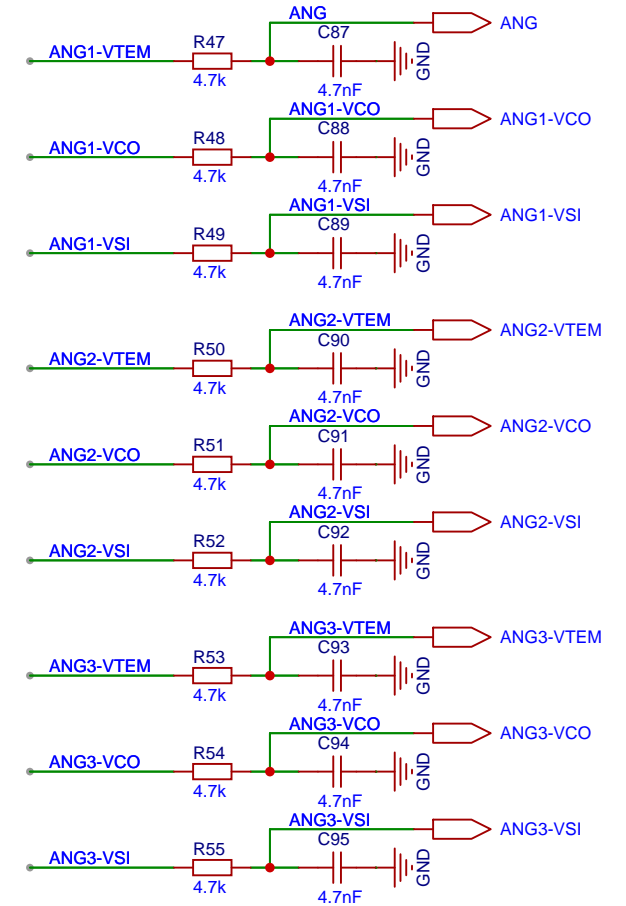 ANG
ANG
R47
C87
ANG1-VTEM
4.7k
4.7nF
GND
ANG1-VCO
ANG1-VCO
R48
C88
ANG1-VCO
4.7k
4.7nF
GND
ANG1-VSI
ANG1-VSI
R49
C89
ANG1-VSI
4.7k
4.7nF
GND
ANG2-VTEM
ANG2-VTEM
R50
C90
ANG2-VTEM
4.7k
4.7nF
GND
ANG2-VCO
ANG2-VCO
R51
C91
ANG2-VCO
4.7k
4.7nF
GND
ANG2-VSI
ANG2-VSI
R52
C92
ANG2-VSI
4.7k
4.7nF
GND
ANG3-VTEM
ANG3-VTEM
R53
C93
ANG3-VTEM
4.7k
4.7nF
GND
ANG3-VCO
ANG3-VCO
R54
C94
ANG3-VCO
4.7k
4.7nF
GND
ANG3-VSI
ANG3-VSI
R55
C95
ANG3-VSI
4.7k
4.7nF
GND